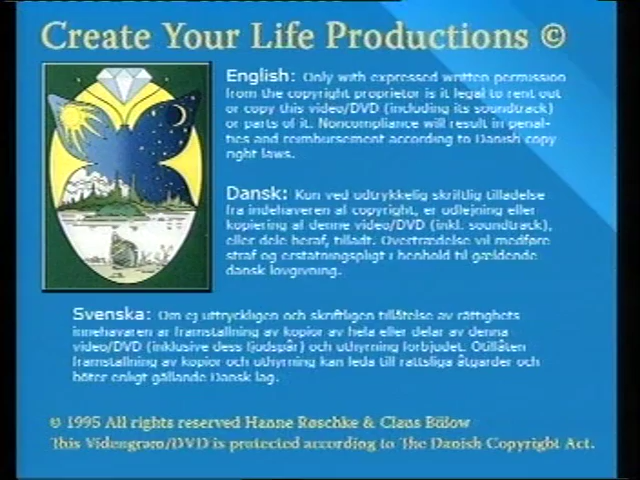 Create Your Life Productions ©
English: Only with expressed written permission
from the copyright proprietor is it legal to rent out
or copy this video/DVD (including its soundtrack)
or parts of it. Noncompliance will result in penal-
ties and reimbursement according to Danish copy
right laws.
Dansk: Kun ved udtrykkelig skriftlig tilladelse
fra indehaveren af copyright, er udlejning eller
kopiering af denne video/DVD (inkl. soundtrack),
eller dele heraf, tilladt. Overtrædelse vil medføre
straf og erstatningspligt i henhold til gældende
dansk lovgivning.
Svenska: Om ej uttryckligen och skriftligen tillåtelse av rättighets
innehavaren är framställning av kopior av hela eller delar av denna
video/DVD (inklusive dess ljudspår) och uthyrning förbjudet. Otillåten
framställning av kopior och uthyrning kan leda till rättsliga åtgärder och
böter enligt gällande Dansk lag.
© 1995 All rights reserved Hanne Røschke & Claus Bülow
This Videogram/DVD is protected according to The Danish Copyright Act.